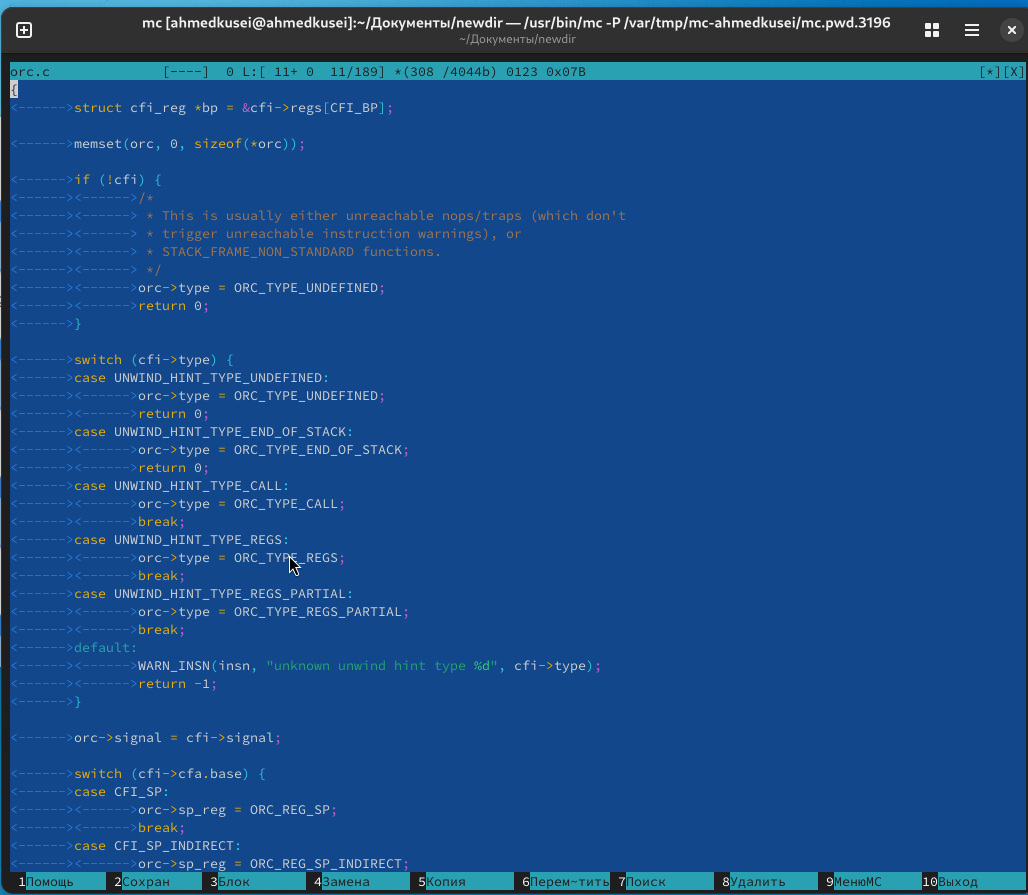 mc [ahmedkusei@ahmedkusei]:~/Документы/newdir — /usr/bin/mc -P /var/tmp/mc-ahmedkusei/mc.pwd.3196
~/Документы/newdir
orc.c [----] 0 L:[ 11+ 0 11/189] *(308 /4044b) 0123 0x07B [*][X]
{
<------>struct cfi_reg *bp = &cfi->regs[CFI_BP];
<------>memset(orc, 0, sizeof(*orc));
<------>if (!cfi) {
<------><------>/*
<------><------> * This is usually either unreachable nops/traps (which don't
<------><------> * trigger unreachable instruction warnings), or
<------><------> * STACK_FRAME_NON_STANDARD functions.
<------><------> */
<------><------>orc->type = ORC_TYPE_UNDEFINED;
<------><------>return 0;
<------>}
<------>switch (cfi->type) {
<------>case UNWIND_HINT_TYPE_UNDEFINED:
<------><------>orc->type = ORC_TYPE_UNDEFINED;
<------><------>return 0;
<------>case UNWIND_HINT_TYPE_END_OF_STACK:
<------><------>orc->type = ORC_TYPE_END_OF_STACK;
<------><------>return 0;
<------>case UNWIND_HINT_TYPE_CALL:
<------><------>orc->type = ORC_TYPE_CALL;
<------><------>break;
<------>case UNWIND_HINT_TYPE_REGS:
<------><------>orc->type = ORC_TYPE_REGS;
<------><------>break;
<------>case UNWIND_HINT_TYPE_REGS_PARTIAL:
<------><------>orc->type = ORC_TYPE_REGS_PARTIAL;
<------><------>break;
<------>default:
<------><------>WARN_INSN(insn, "unknown unwind hint type %d", cfi->type);
<------><------>return -1;
<------>}
<------>orc->signal = cfi->signal;
<------>switch (cfi->cfa.base) {
<------>case CFI_SP:
<------><------>orc->sp_reg = ORC_REG_SP;
<------><------>break;
<------>case CFI_SP_INDIRECT:
<------><------>orc->sp_reg = ORC_REG_SP_INDIRECT;
1Помощь 2Сохран 3Блок 4Замена 5Копия 6Перем~тить 7Поиск 8Удалить 9МенюMC 10Выход